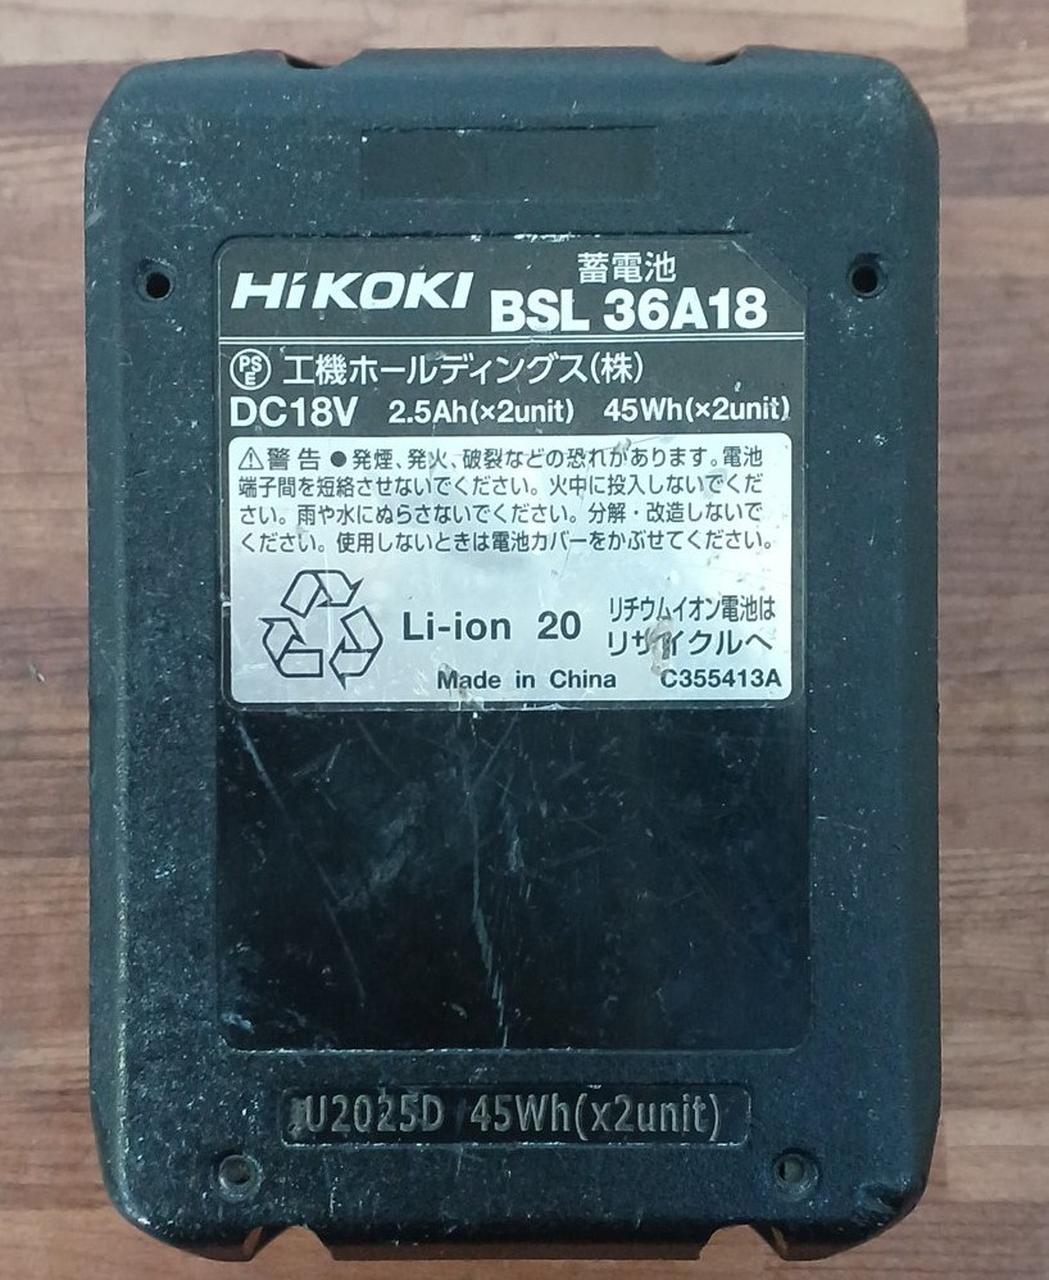 HiKOKI 蓄電池
BSL 36A18
PSE 工機ホールディングス(株)
DC18V 2.5Ah(×2unit) 45Wh(×2unit)
⚠警告 ●発煙、発火、破裂などの恐れがあります。電池
端子間を短絡させないでください。火中に投入しないでくだ
さい。雨や水にぬらさないでください。分解・改造しないで
ください。使用しないときは電池カバーをかぶせてください。
Li-ion 20 リチウムイオン電池は
リサイクルへ
Made in China C355413A
U2025D 45Wh(x2unit)